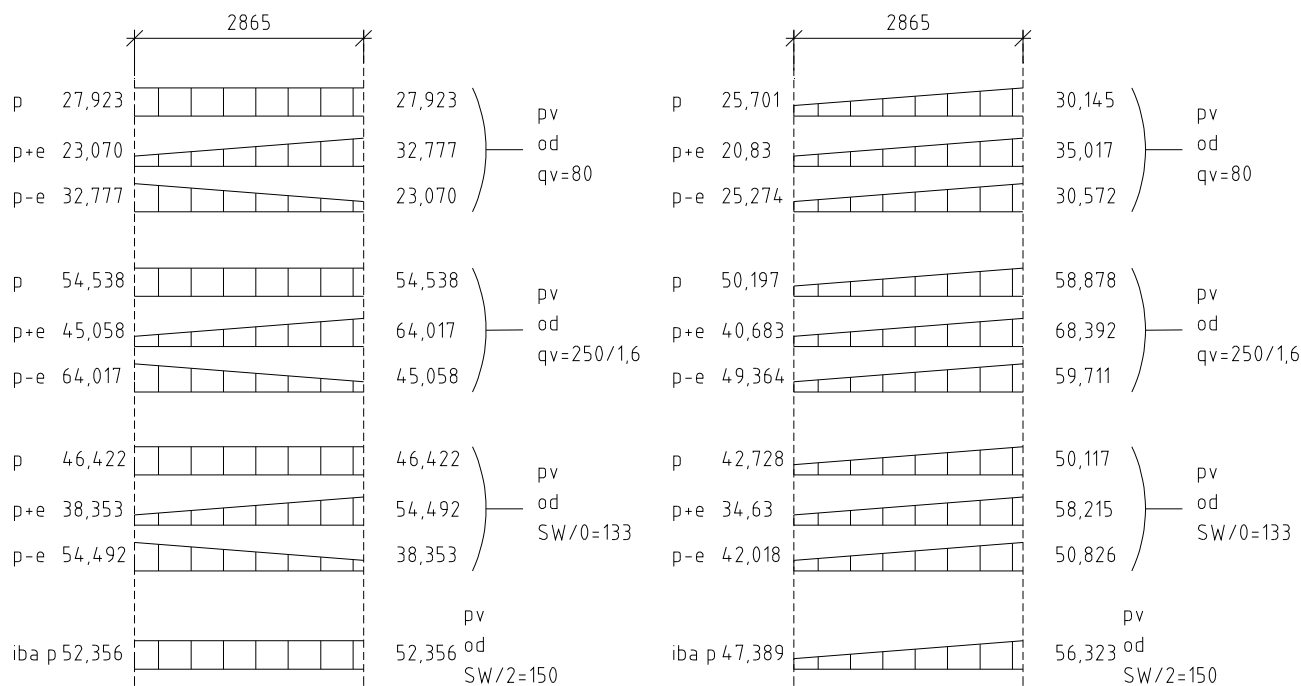 2865
p 27,923 27,923
p+e 23,070 32,777
p-e 32,777 23,070
pv
od
qv=80
p 54,538 54,538
p+e 45,058 64,017
p-e 64,017 45,058
pv
od
qv=250/1,6
p 46,422 46,422
p+e 38,353 54,492
p-e 54,492 38,353
pv
od
SW/0=133
iba p 52,356 52,356
pv
od
SW/2=150
2865
p 25,701 30,145
p+e 20,83 35,017
p-e 25,274 30,572
pv
od
qv=80
p 50,197 58,878
p+e 40,683 68,392
p-e 49,364 59,711
pv
od
qv=250/1,6
p 42,728 50,117
p+e 34,63 58,215
p-e 42,018 50,826
pv
od
SW/0=133
iba p 47,389 56,323
pv
od
SW/2=150